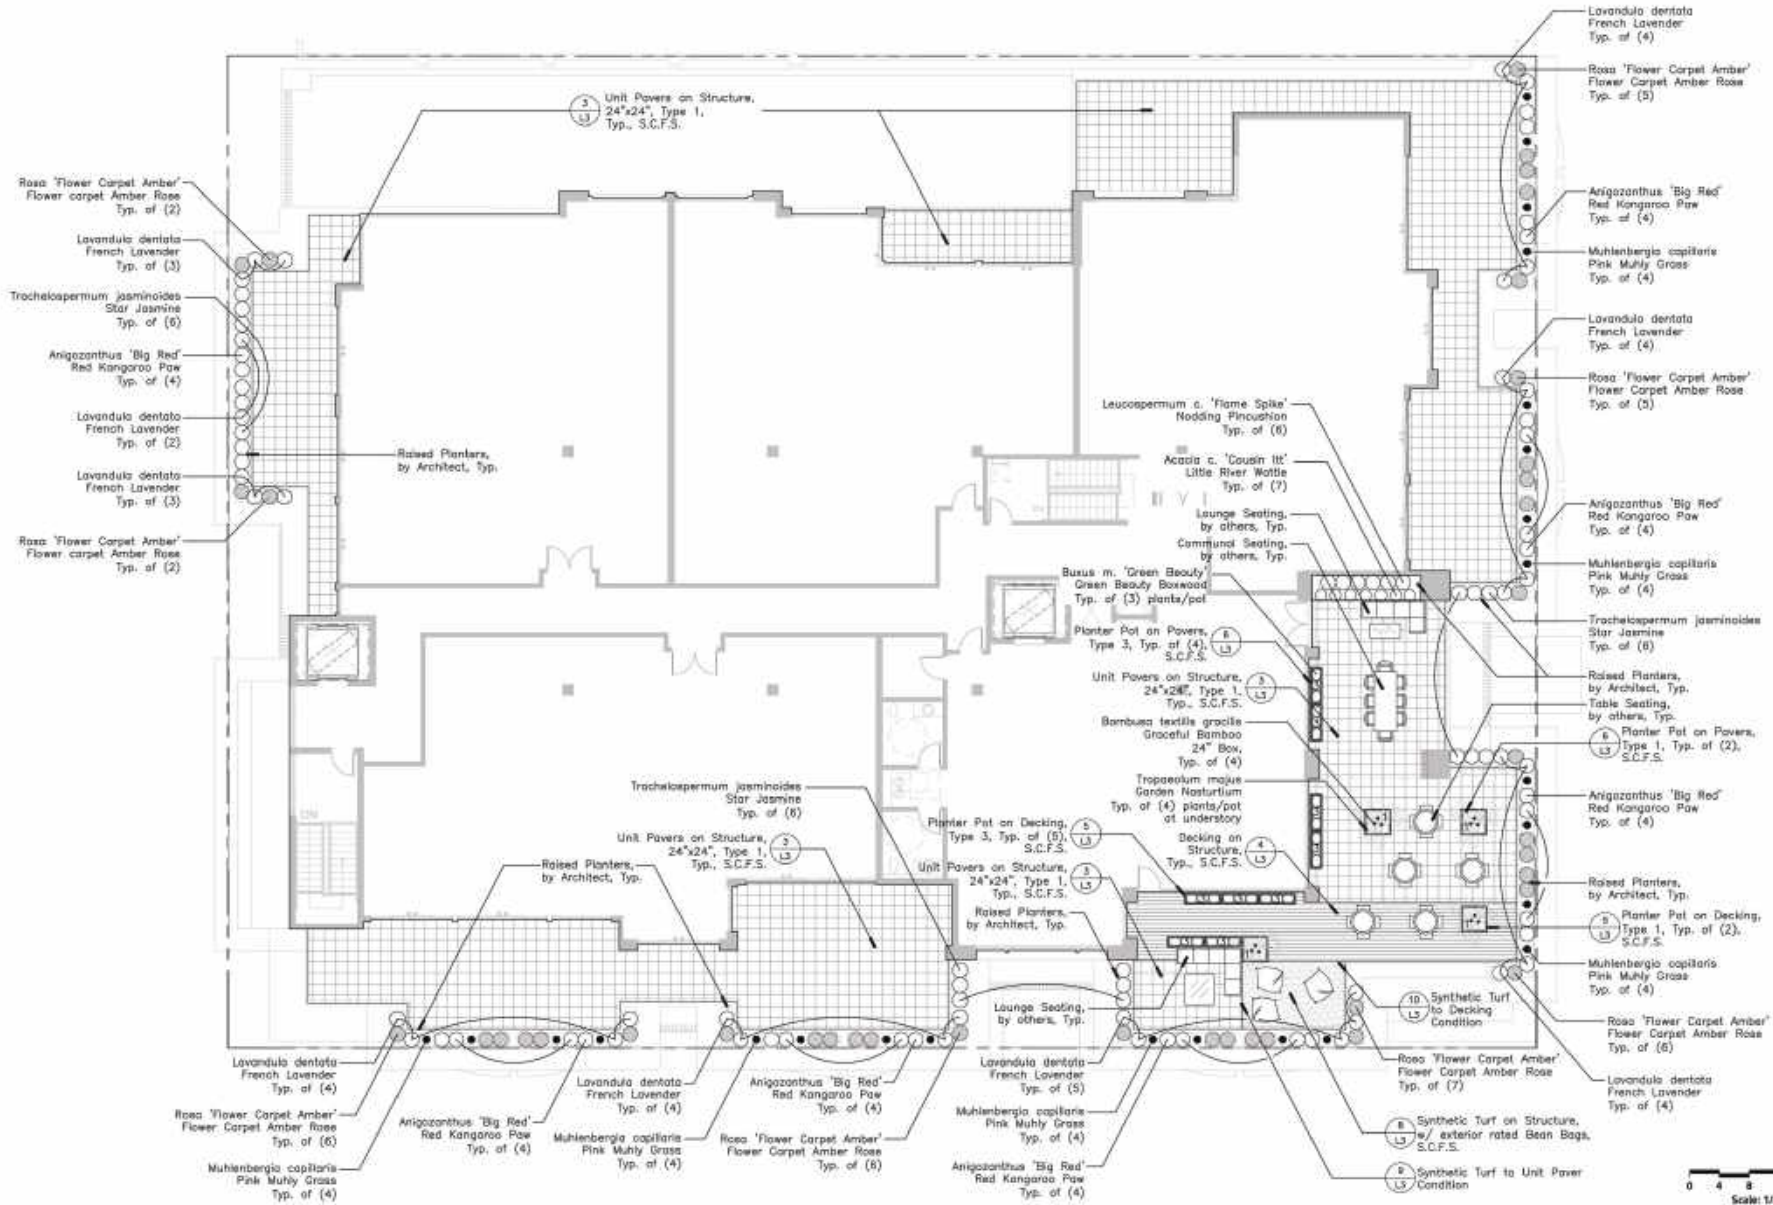 Lavandula dentata
French Lavender
Typ. of (4)
Rosa 'Flower Carpet Amber'
Flower Carpet Amber Rose
Typ. of (5)
3
L3
Unit Pavers on Structure,
24"x24", Type 1,
Typ., S.C.F.S.
Rosa 'Flower Carpet Amber'
Flower carpet Amber Rose
Typ. of (2)
Lavandula dentata
French Lavender
Typ. of (3)
Trachelospermum jasminoides
Star Jasmine
Typ. of (6)
Anigozanthus 'Big Red'
Red Kangaroo Paw
Typ. of (4)
Lavandula dentata
French Lavender
Typ. of (2)
Lavandula dentata
French Lavender
Typ. of (3)
Rosa 'Flower Carpet Amber'
Flower carpet Amber Rose
Typ. of (2)
Raised Planters,
by Architect, Typ.
Anigozanthus 'Big Red'
Red Kangaroo Paw
Typ. of (4)
Muhlenbergia capillaris
Pink Muhly Grass
Typ. of (4)
Lavandula dentata
French Lavender
Typ. of (4)
Rosa 'Flower Carpet Amber'
Flower Carpet Amber Rose
Typ. of (5)
Anigozanthus 'Big Red'
Red Kangaroo Paw
Typ. of (4)
Muhlenbergia capillaris
Pink Muhly Grass
Typ. of (4)
Trachelospermum jasminoides
Star Jasmine
Typ. of (6)
Raised Planters,
by Architect, Typ.
Table Seating,
by others, Typ.
6
L3
Planter Pot on Pavers,
Type 1, Typ. of (2),
S.C.F.S.
Anigozanthus 'Big Red'
Red Kangaroo Paw
Typ. of (4)
Raised Planters,
by Architect, Typ.
5
L3
Planter Pot on Decking,
Type 1, Typ. of (2),
S.C.F.S.
Muhlenbergia capillaris
Pink Muhly Grass
Typ. of (4)
Rosa 'Flower Carpet Amber'
Flower Carpet Amber Rose
Typ. of (6)
Lavandula dentata
French Lavender
Typ. of (4)
Leucospermum c. 'Flame Spike'
Nodding Pincushion
Typ. of (6)
Acacia c. 'Cousin Itt'
Little River Wattle
Typ. of (7)
Lounge Seating,
by others, Typ.
Communal Seating,
by others, Typ.
Buxus m. 'Green Beauty'
Green Beauty Boxwood
Typ. of (3) plants/pot
Planter Pot on Pavers,
Type 3, Typ. of (4),
S.C.F.S.
6
L3
Unit Pavers on Structure,
24"x24", Type 1,
Typ., S.C.F.S.
3
L3
Bambusa textilis gracilis
Graceful Bamboo
24" Box,
Typ. of (4)
Tropaeolum majus
Garden Nasturtium
Typ. of (4) plants/pot
at understory
Planter Pot on Decking,
Type 3, Typ. of (5),
S.C.F.S.
5
L3
Decking on
Structure,
Typ., S.C.F.S.
4
L3
Unit Pavers on Structure,
24"x24", Type 1,
Typ., S.C.F.S.
3
L3
Raised Planters,
by Architect, Typ.
Trachelospermum jasminoides
Star Jasmine
Typ. of (6)
Unit Pavers on Structure,
24"x24", Type 1,
Typ., S.C.F.S.
3
L3
Raised Planters,
by Architect, Typ.
DN
Lounge Seating,
by others, Typ.
10
L3
Synthetic Turf
to Decking
Condition
Lavandula dentata
French Lavender
Typ. of (4)
Rosa 'Flower Carpet Amber'
Flower Carpet Amber Rose
Typ. of (6)
Muhlenbergia capillaris
Pink Muhly Grass
Typ. of (4)
Anigozanthus 'Big Red'
Red Kangaroo Paw
Typ. of (4)
Lavandula dentata
French Lavender
Typ. of (4)
Muhlenbergia capillaris
Pink Muhly Grass
Typ. of (4)
Anigozanthus 'Big Red'
Red Kangaroo Paw
Typ. of (4)
Rosa 'Flower Carpet Amber'
Flower Carpet Amber Rose
Typ. of (6)
Lavandula dentata
French Lavender
Typ. of (5)
Muhlenbergia capillaris
Pink Muhly Grass
Typ. of (4)
Anigozanthus 'Big Red'
Red Kangaroo Paw
Typ. of (4)
Rosa 'Flower Carpet Amber'
Flower Carpet Amber Rose
Typ. of (7)
8
L3
Synthetic Turf on Structure,
w/ exterior rated Bean Bags,
S.C.F.S.
9
L3
Synthetic Turf to Unit Paver
Condition
0 4 8
Scale: